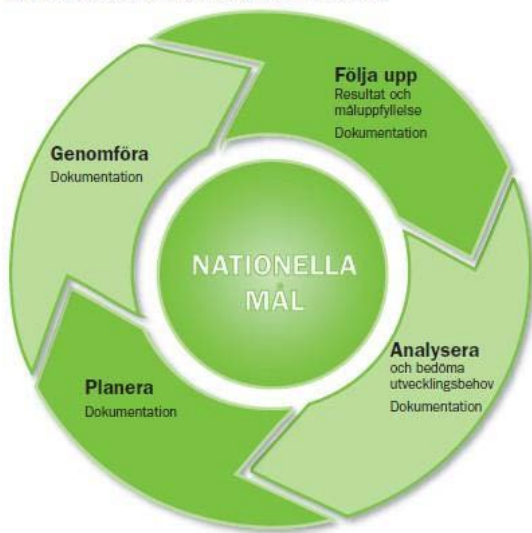 Följa upp
Resultat och
måluppfyllelse
Dokumentation
Analysera
och bedöma
utvecklingsbehov
Dokumentation
Planera
Dokumentation
Genomföra
Dokumentation
NATIONELLA
MÅL